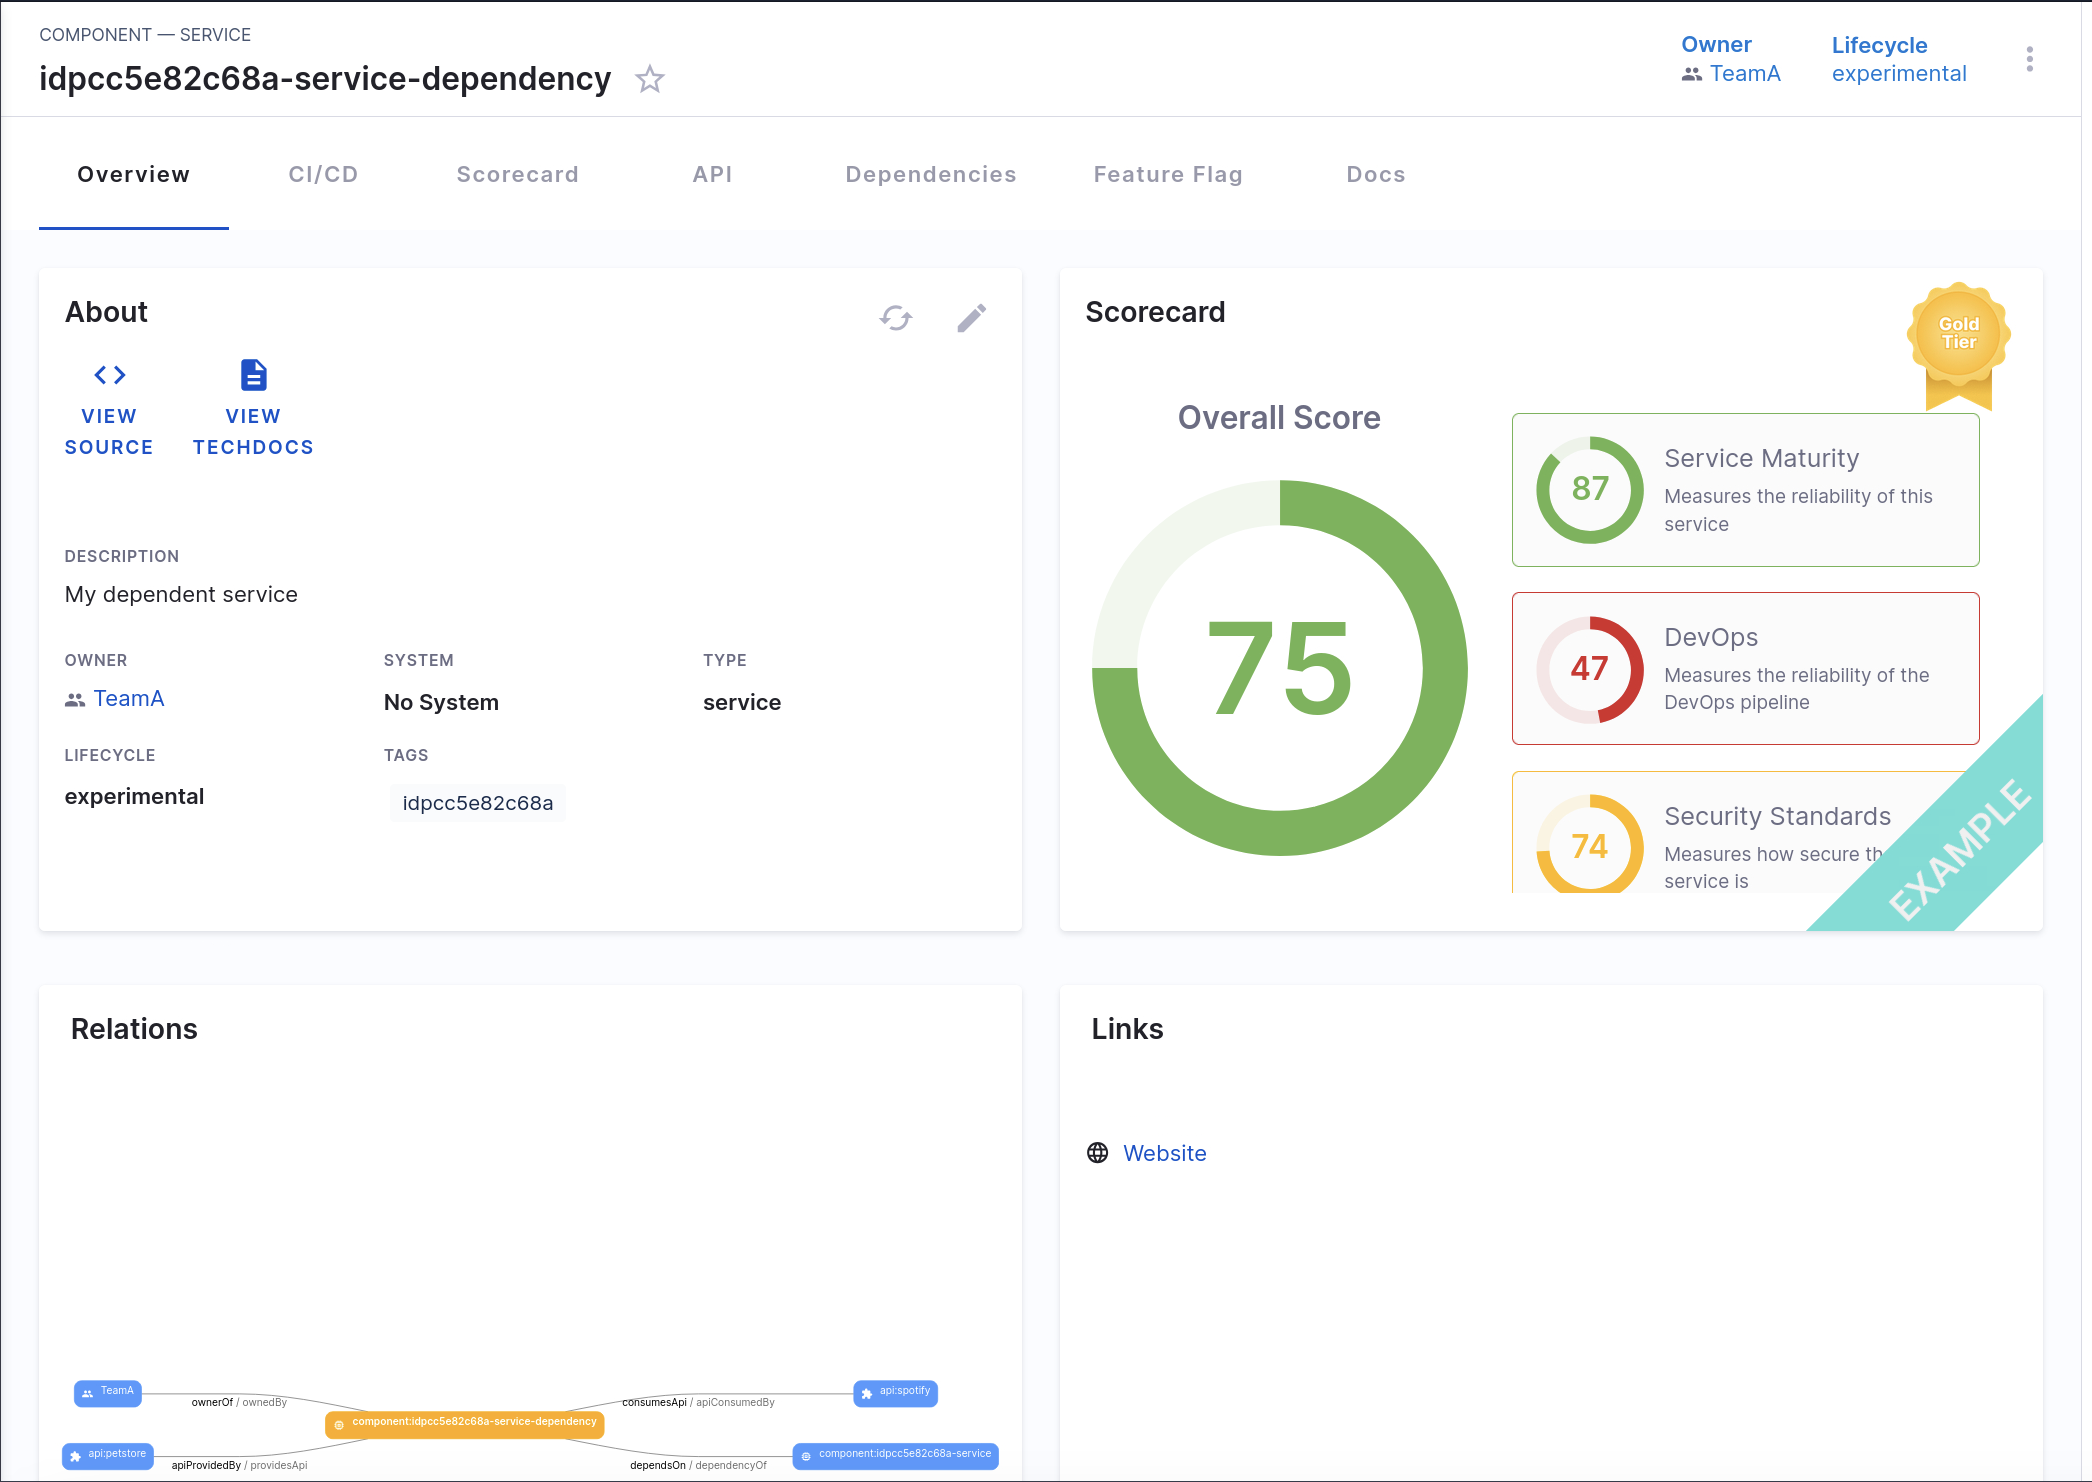 COMPONENT — SERVICE
idpcc5e82c68a-service-dependency
Owner
TeamA
Lifecycle
experimental
Overview
CI/CD
Scorecard
API
Dependencies
Feature Flag
Docs
About
VIEW
SOURCE
VIEW
TECHDOCS
DESCRIPTION
My dependent service
OWNER
TeamA
SYSTEM
No System
TYPE
service
LIFECYCLE
experimental
TAGS
idpcc5e82c68a
Scorecard
Gold
Tier
Overall Score
75
87
Service Maturity
Measures the reliability of this
service
47
DevOps
Measures the reliability of the
DevOps pipeline
74
Security Standards
Measures how secure th
service is
EXAMPLE
Relations
TeamA
ownerOf / ownedBy
consumesApi / apiConsumedBy
api:spotify
component:idpcc5e82c68a-service-dependency
api:petstore
apiProvidedBy / providesApi
dependsOn / dependencyOf
component:idpcc5e82c68a-service
Links
Website